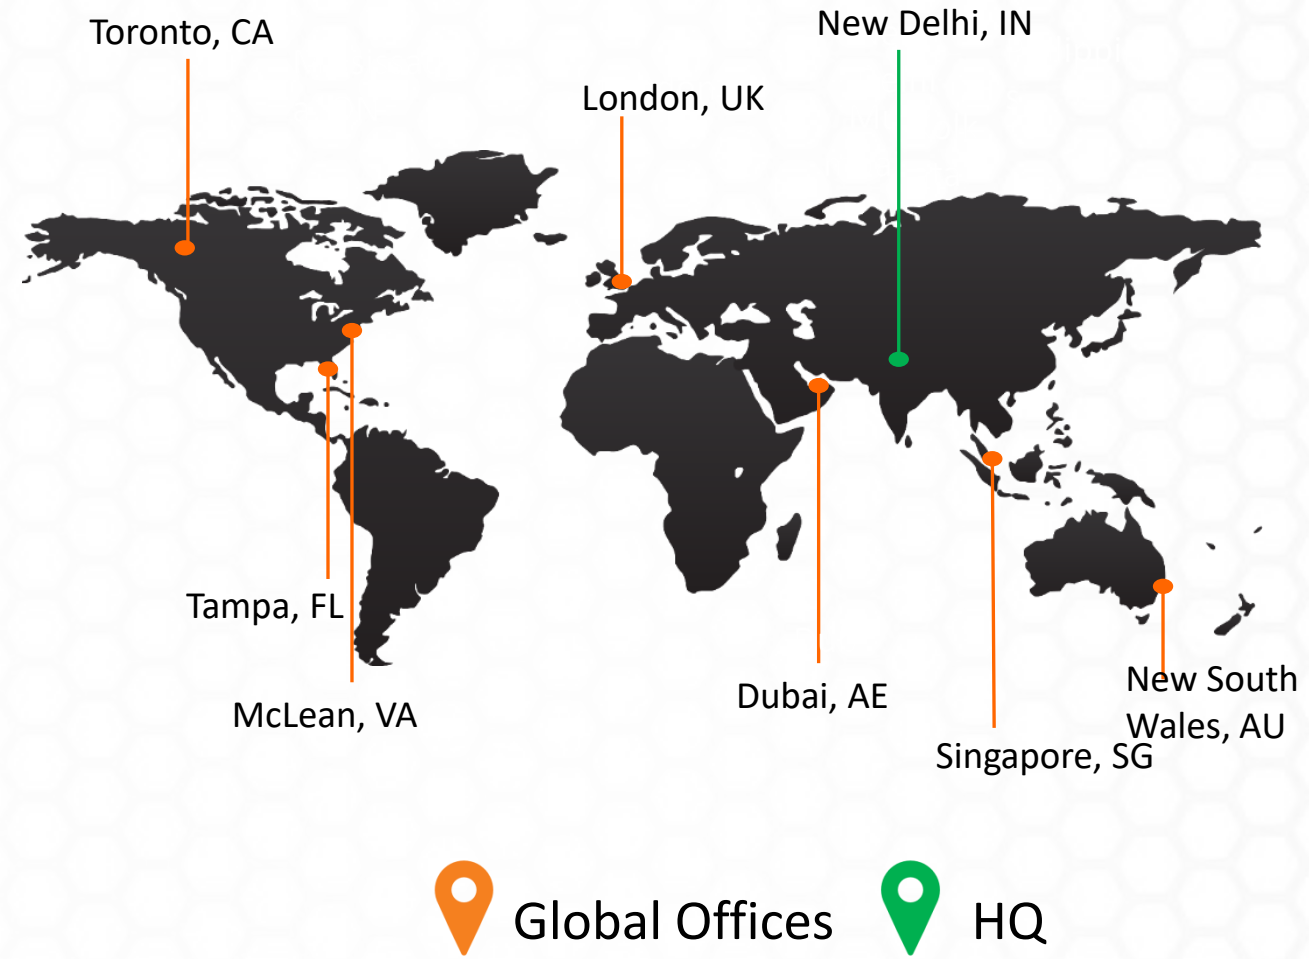 Toronto, CA
New Delhi, IN
London, UK
Tampa, FL
McLean, VA
Dubai, AE
New South
Wales, AU
Singapore, SG
Global Offices
HQ